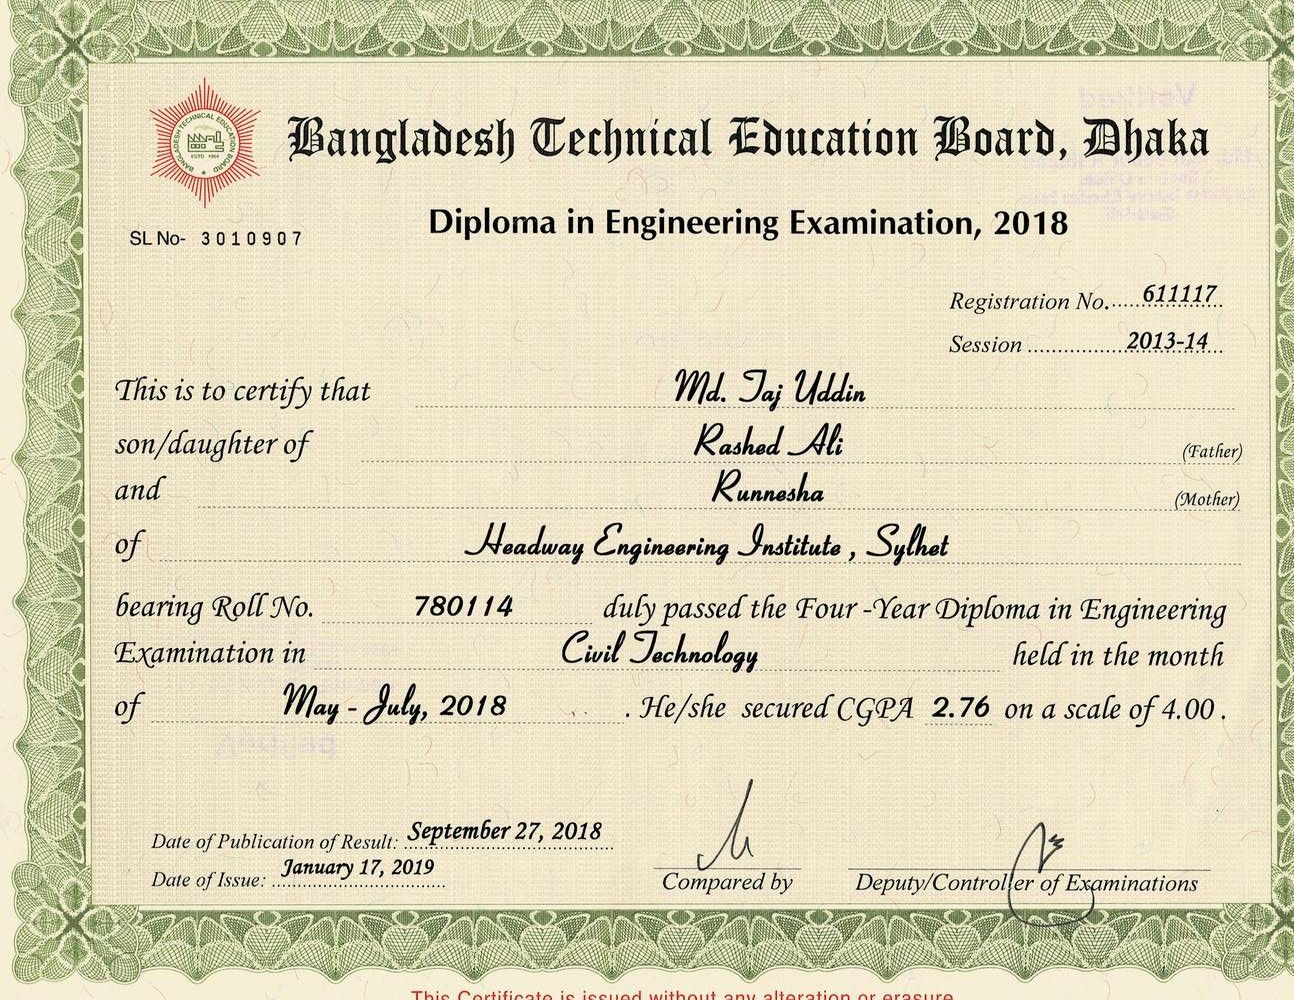 BANGLADESH TECHNICAL EDUCATION BOARD
ESTD 1954
Bangladesh Technical Education Board, Dhaka
SL No- 3010907
Diploma in Engineering Examination, 2018
Registration No. 611117
Session 2013-14
This is to certify that Md. Taj Uddin
son/daughter of Rashed Ali (Father)
and Runnesha (Mother)
of Headway Engineering Institute , Sylhet
bearing Roll No. 780114 duly passed the Four -Year Diploma in Engineering
Examination in Civil Technology held in the month
of May - July, 2018 . He/she secured CGPA 2.76 on a scale of 4.00 .
Date of Publication of Result: September 27, 2018
Date of Issue: January 17, 2019
Compared by
Deputy/Controller of Examinations
This Certificate is issued without any alteration or erasure